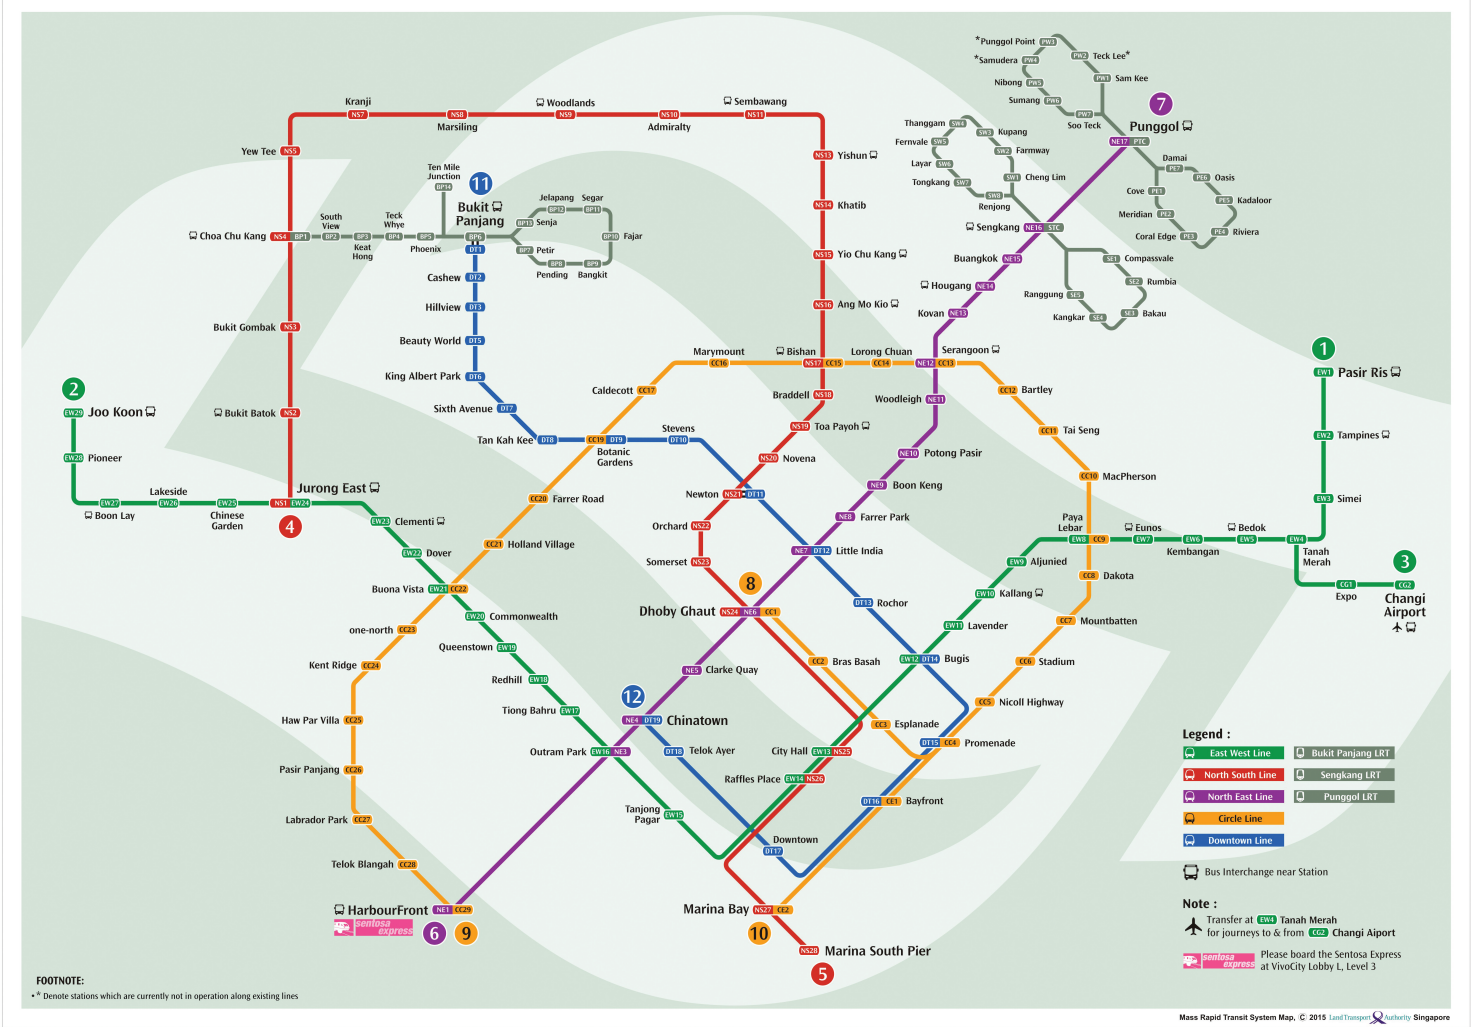 *Punggol Point PW3
PW2 Teck Lee*
*Samudera PW4
Nibong PW5
PW1 Sam Kee
Sumang PW6
PW7
Soo Teck
7
Punggol
NE17 PTC
Kranji
NS7
NS8
Marsiling
Woodlands
NS9
NS10
Admiralty
Sembawang
NS11
Thanggam SW4
SW3 Kupang
Fernvale SW5
SW2 Farmway
Layar SW6
SW1 Cheng Lim
Tongkang SW7
SW8
Renjong
Damai
PE7
PE6 Oasis
Cove PE1
PE5 Kadaloor
Meridian PE2
PE4 Riviera
Coral Edge PE3
Yew Tee NS5
NS13 Yishun
Ten Mile
Junction
BP14
11
Bukit
Panjang
BP6
DT1
Jelapang
BP12
Segar
BP11
BP13 Senja
BP10 Fajar
BP7 Petir
BP8
Pending
BP9
Bangkit
NS14 Khatib
Choa Chu Kang NS4 BP1
South
View
BP2
BP3
Keat
Hong
Teck
Whye
BP4
BP5
Phoenix
Sengkang NE16 STC
NS15 Yio Chu Kang
Buangkok NE15
SE1 Compassvale
SE2 Rumbia
Ranggung SE5
SE3 Bakau
Kangkar SE4
Cashew DT2
Hougang NE14
NS16 Ang Mo Kio
Hillview DT3
Kovan NE13
Bukit Gombak NS3
Beauty World DT5
Marymount
CC16
Bishan
NS17 CC15
Lorong Chuan
CC14
Serangoon
NE12 CC13
1
EW1 Pasir Ris
King Albert Park DT6
Caldecott CC17
CC12 Bartley
2
EW29 Joo Koon
Bukit Batok NS2
Sixth Avenue DT7
Braddell NS18
Woodleigh NE11
NS19 Toa Payoh
CC11 Tai Seng
EW2 Tampines
Tan Kah Kee DT8
CC19 DT9
Botanic
Gardens
Stevens
DT10
EW28 Pioneer
NS20 Novena
NE10 Potong Pasir
CC10 MacPherson
Jurong East
NS1 EW24
4
EW27
Boon Lay
Lakeside
EW26
EW25
Chinese
Garden
CC20 Farrer Road
Newton NS21 DT11
NE9 Boon Keng
EW3 Simei
EW23 Clementi
Orchard NS22
NE8 Farrer Park
Paya
Lebar
EW8 CC9
Eunos
EW7
EW6
Kembangan
Bedok
EW5
EW4
Tanah
Merah
EW22 Dover
CC21 Holland Village
Somerset NS23
NE7 DT12 Little India
EW9 Aljunied
CC8 Dakota
3
CG1
Expo
CG2
Changi
Airport
Buona Vista EW21 CC22
8
Dhoby Ghaut NS24 NE6 CC1
DT13 Rochor
EW10 Kallang
EW20 Commonwealth
EW11 Lavender
CC7 Mountbatten
one-north CC23
Queenstown EW19
Kent Ridge CC24
NE5 Clarke Quay
CC2 Bras Basah
EW12 DT14 Bugis
CC6 Stadium
Redhill EW18
12
NE4 DT19 Chinatown
CC5 Nicoll Highway
Tiong Bahru EW17
Haw Par Villa CC25
CC3 Esplanade
DT15 CC4 Promenade
Outram Park EW16 NE3
DT18 Telok Ayer
City Hall EW13 NS25
Pasir Panjang CC26
Raffles Place EW14 NS26
DT16 CE1 Bayfront
Tanjong
Pagar
EW15
Labrador Park CC27
Downtown
DT17
Telok Blangah CC28
HarbourFront NE1 CC29
sentosa
express
6
9
Marina Bay NS27 CE2
10
NS28 Marina South Pier
5
Legend :
East West Line
Bukit Panjang LRT
North South Line
Sengkang LRT
North East Line
Punggol LRT
Circle Line
Downtown Line
Bus Interchange near Station
Note :
Transfer at EW4 Tanah Merah
for journeys to & from CG2 Changi Aiport
sentosa
express
Please board the Sentosa Express
at VivoCity Lobby L, Level 3
FOOTNOTE:
• * Denote stations which are currently not in operation along existing lines
Mass Rapid Transit System Map, © 2015 Land Transport Authority Singapore